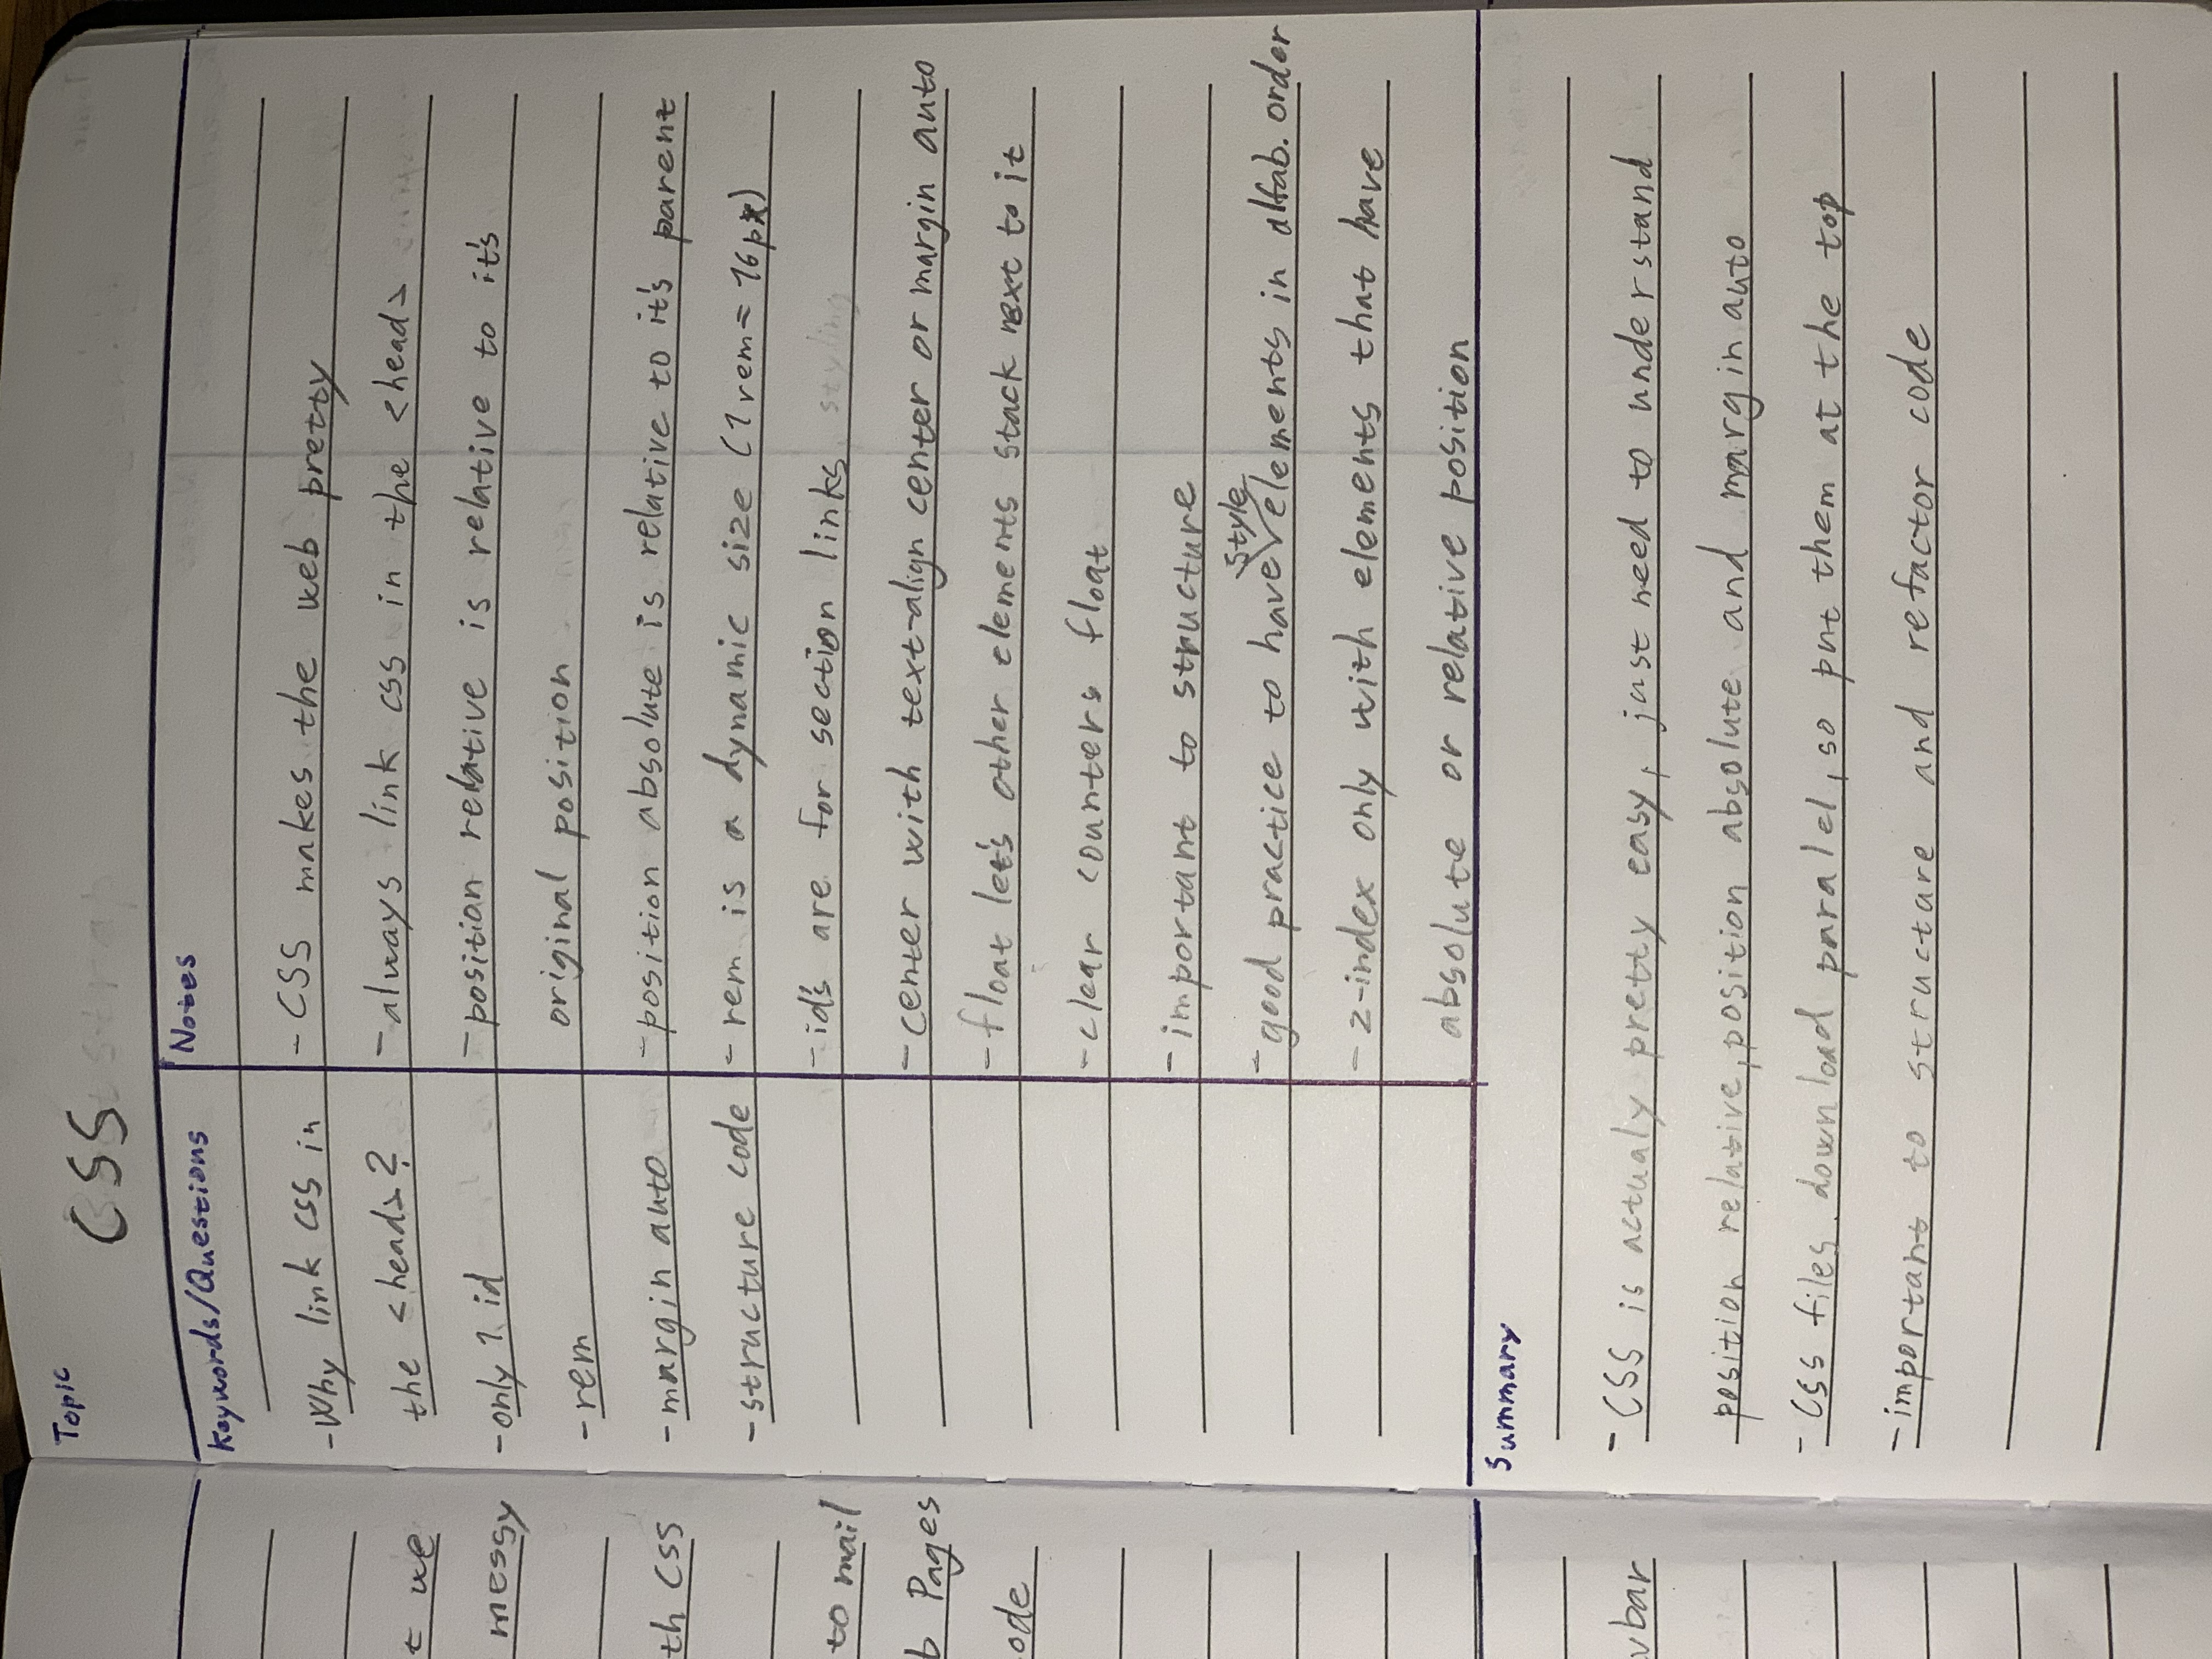 Topic
CSS
Keywords/Questions
-Why link css in
the <head>?
-only 1 id
-rem
-margin auto
-structure code
Notes
-CSS makes the web pretty
-always link css in the <head>
-position relative is relative to it's
original position
-position absolute is relative to it's parent
-rem is a dynamic size (1rem=16px)
-id's are for section links, styling
-center with text-align center or margin auto
-float let's other elements stack next to it
-clear counters float
-important to structure
style
-good practice to have elements in alfab. order
-z-index only with elements that have
absolute or relative position
Summary
-CSS is actualy pretty easy, just need to understand
position relative, position absolute and margin auto
-CSS files download paralel, so put them at the top
-important to structure and refactor code
t we
messy
th CSS
to mail
b Pages
ode
vbar